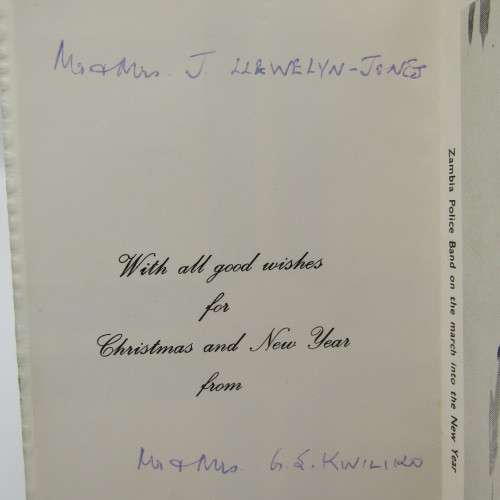 Mr & Mrs. J. LLEWELYN-JONES
With all good wishes
for
Christmas and New Year
from
Mr & Mrs. G.E. KWILIKO
Zambia Police Band on the march into the New Year